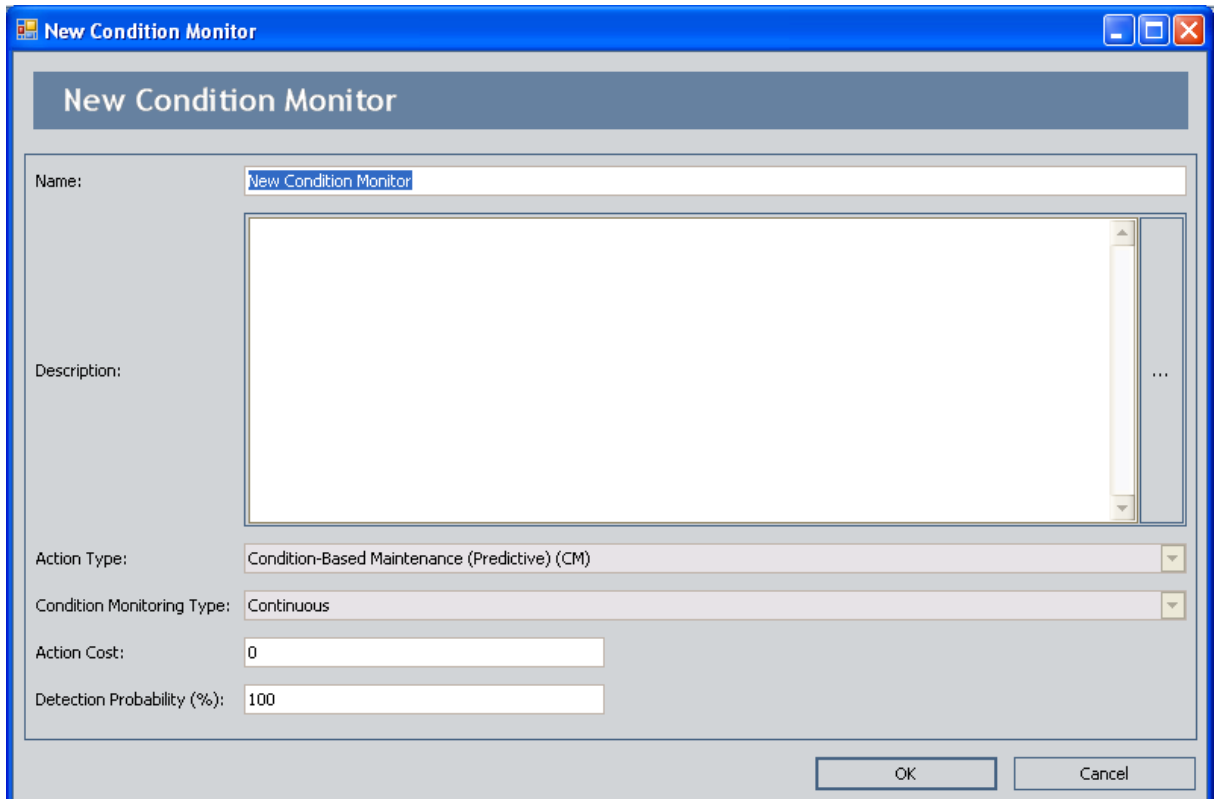 New Condition Monitor
New Condition Monitor
Name: New Condition Monitor
Description: ...
Action Type: Condition-Based Maintenance (Predictive) (CM)
Condition Monitoring Type: Continuous
Action Cost: 0
Detection Probability (%): 100
OK Cancel